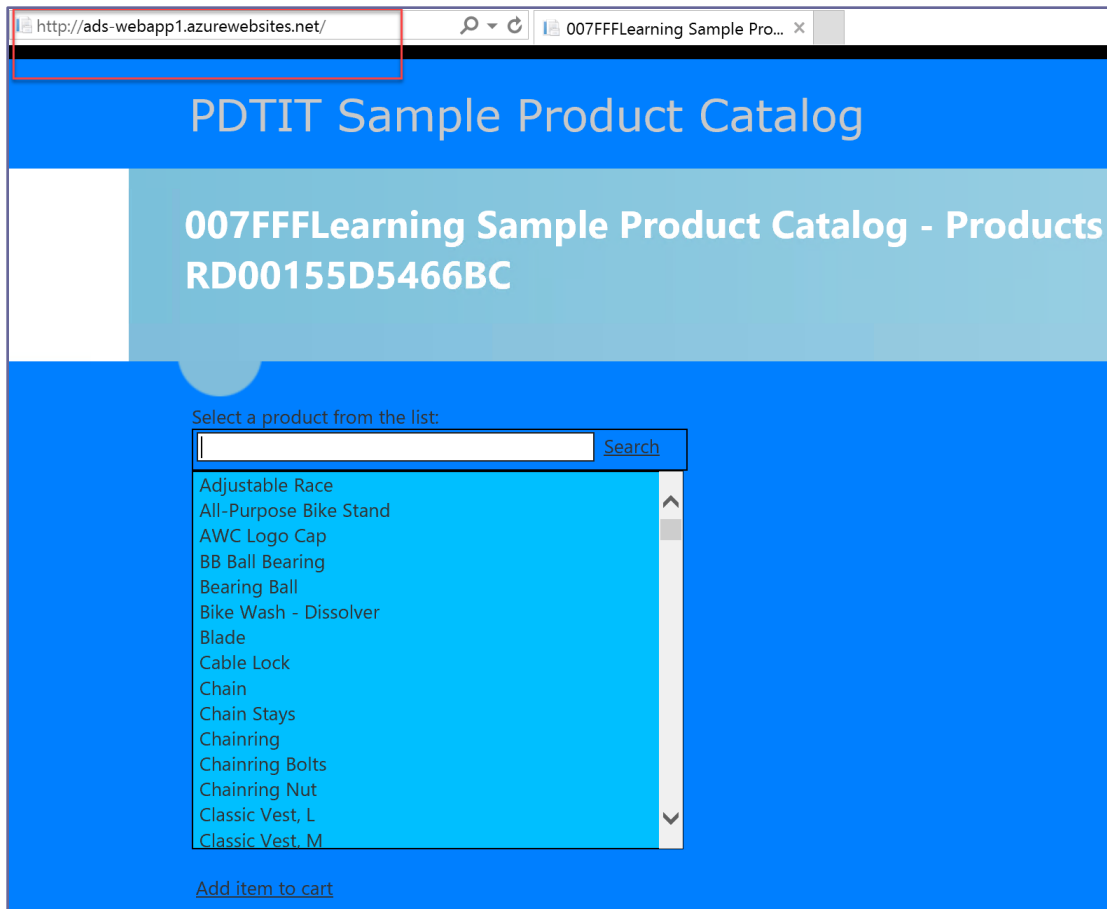 http://ads-webapp1.azurewebsites.net/
007FFFLearning Sample Pro...
PDTIT Sample Product Catalog
007FFFLearning Sample Product Catalog - Products
RD00155D5466BC
Select a product from the list:
Search
Adjustable Race
All-Purpose Bike Stand
AWC Logo Cap
BB Ball Bearing
Bearing Ball
Bike Wash - Dissolver
Blade
Cable Lock
Chain
Chain Stays
Chainring
Chainring Bolts
Chainring Nut
Classic Vest, L
Classic Vest, M
Add item to cart